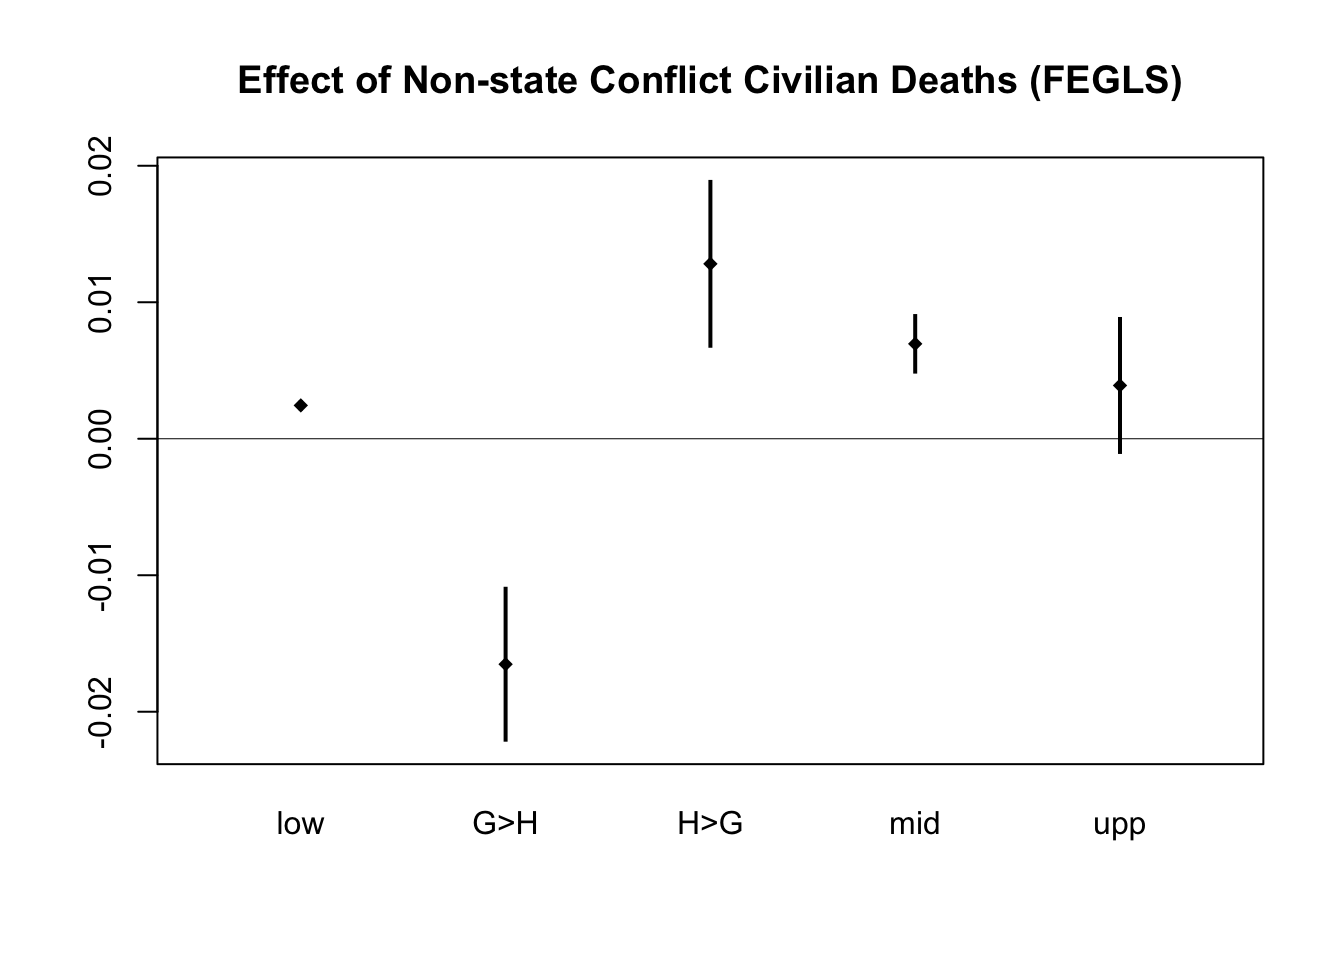 Effect of Non-state Conflict Civilian Deaths (FEGLS)
0.02
0.01
0.00
-0.01
-0.02
low G>H H>G mid upp